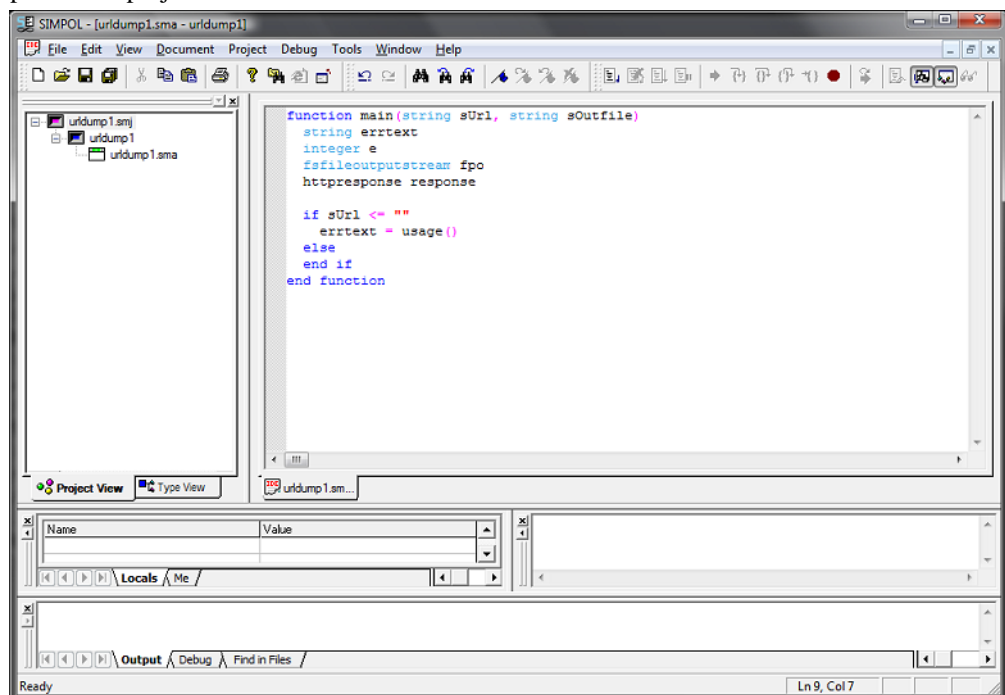 SIMPOL - [urldump1.sma - urldump1]
File Edit View Document Project Debug Tools Window Help
urldump1.smj
urldump1
urldump1.sma
function main(string sUrl, string sOutfile)
string errtext
integer e
fsfileoutputstream fpo
httpresponse response
if sUrl <= ""
errtext = usage()
else
end if
end function
Project View Type View
urldump1.sm...
Name Value
Locals Me
Output Debug Find in Files
Ready Ln 9, Col 7